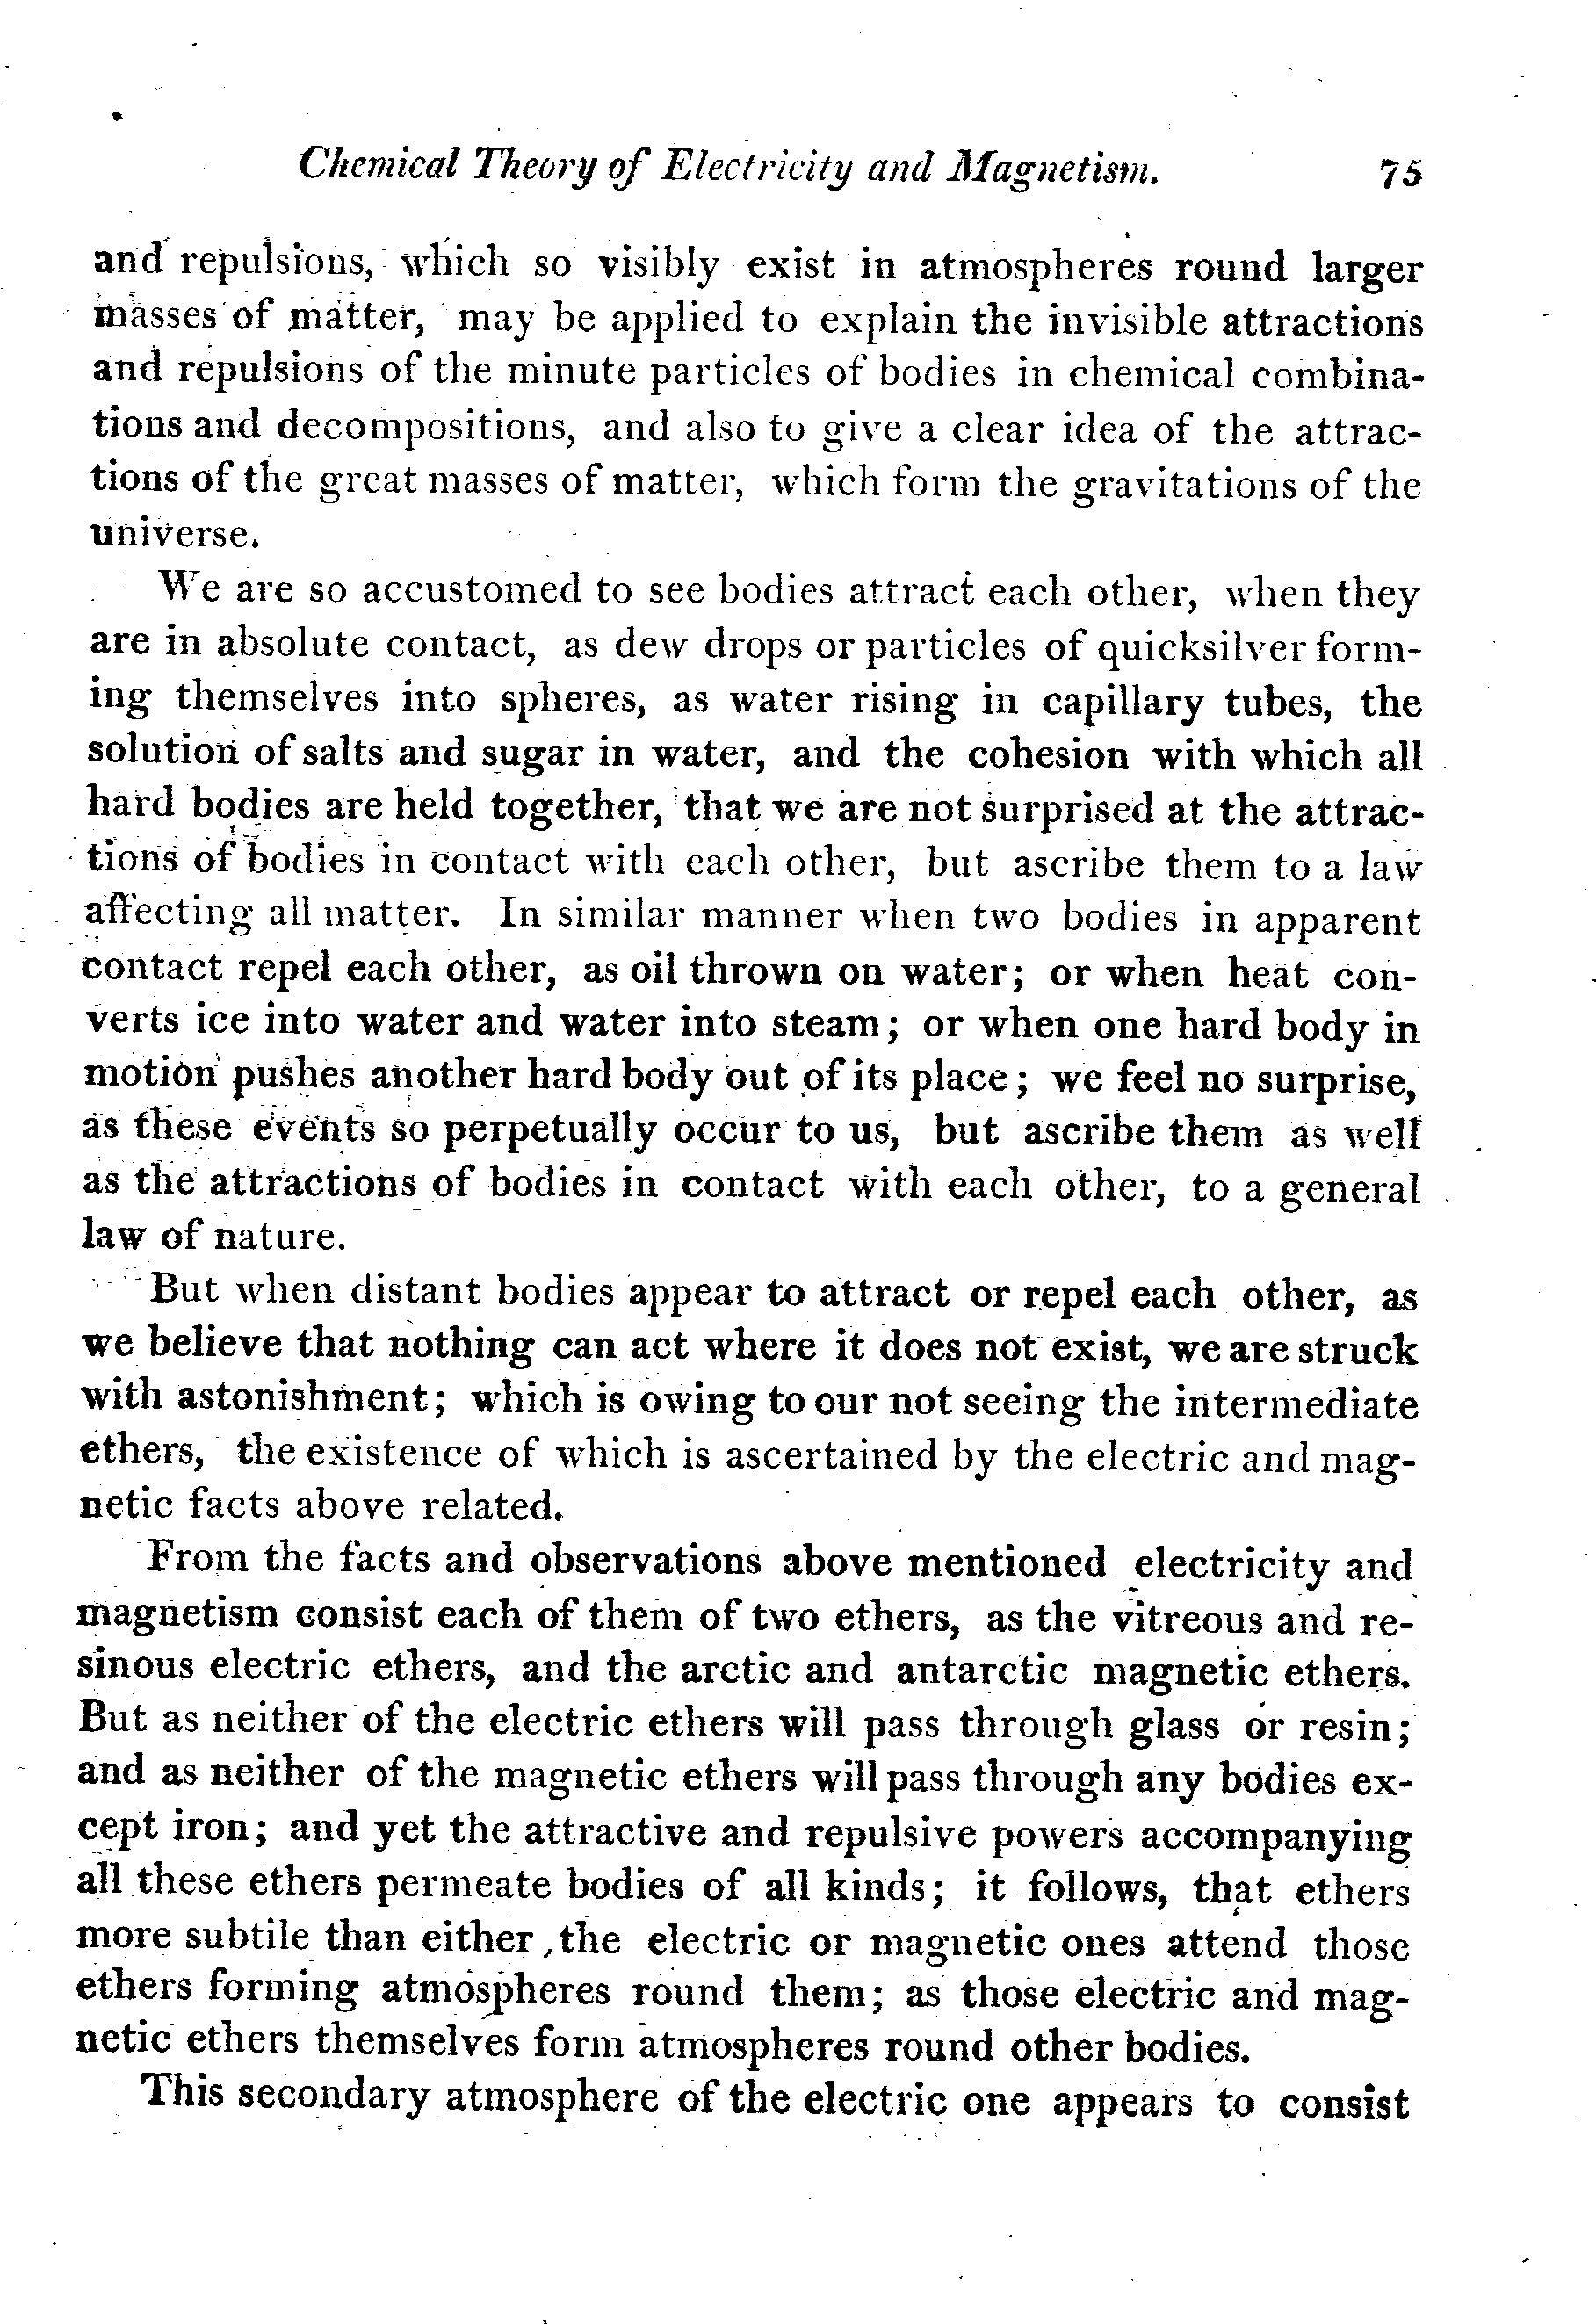 Chemical Theory of Electricity and Magnetism. 75
and repulsions, which so visibly exist in atmospheres round larger
masses of matter, may be applied to explain the invisible attractions
and repulsions of the minute particles of bodies in chemical combina-
tions and decompositions, and also to give a clear idea of the attrac-
tions of the great masses of matter, which form the gravitations of the
universe.
We are so accustomed to see bodies attract each other, when they
are in absolute contact, as dew drops or particles of quicksilver form-
ing themselves into spheres, as water rising in capillary tubes, the
solution of salts and sugar in water, and the cohesion with which all
hard bodies are held together, that we are not surprised at the attrac-
tions of bodies in contact with each other, but ascribe them to a law
affecting all matter. In similar manner when two bodies in apparent
contact repel each other, as oil thrown on water; or when heat con-
verts ice into water and water into steam; or when one hard body in
motion pushes another hard body out of its place; we feel no surprise,
as these events so perpetually occur to us, but ascribe them as well
as the attractions of bodies in contact with each other, to a general
law of nature.
But when distant bodies appear to attract or repel each other, as
we believe that nothing can act where it does not exist, we are struck
with astonishment; which is owing to our not seeing the intermediate
ethers, the existence of which is ascertained by the electric and mag-
netic facts above related.
From the facts and observations above mentioned electricity and
magnetism consist each of them of two ethers, as the vitreous and re-
sinous electric ethers, and the arctic and antarctic magnetic ethers.
But as neither of the electric ethers will pass through glass or resin;
and as neither of the magnetic ethers will pass through any bodies ex-
cept iron; and yet the attractive and repulsive powers accompanying
all these ethers permeate bodies of all kinds; it follows, that ethers
more subtile than either the electric or magnetic ones attend those
ethers forming atmospheres round them; as those electric and mag-
netic ethers themselves form atmospheres round other bodies.
This secondary atmosphere of the electric one appears to consist